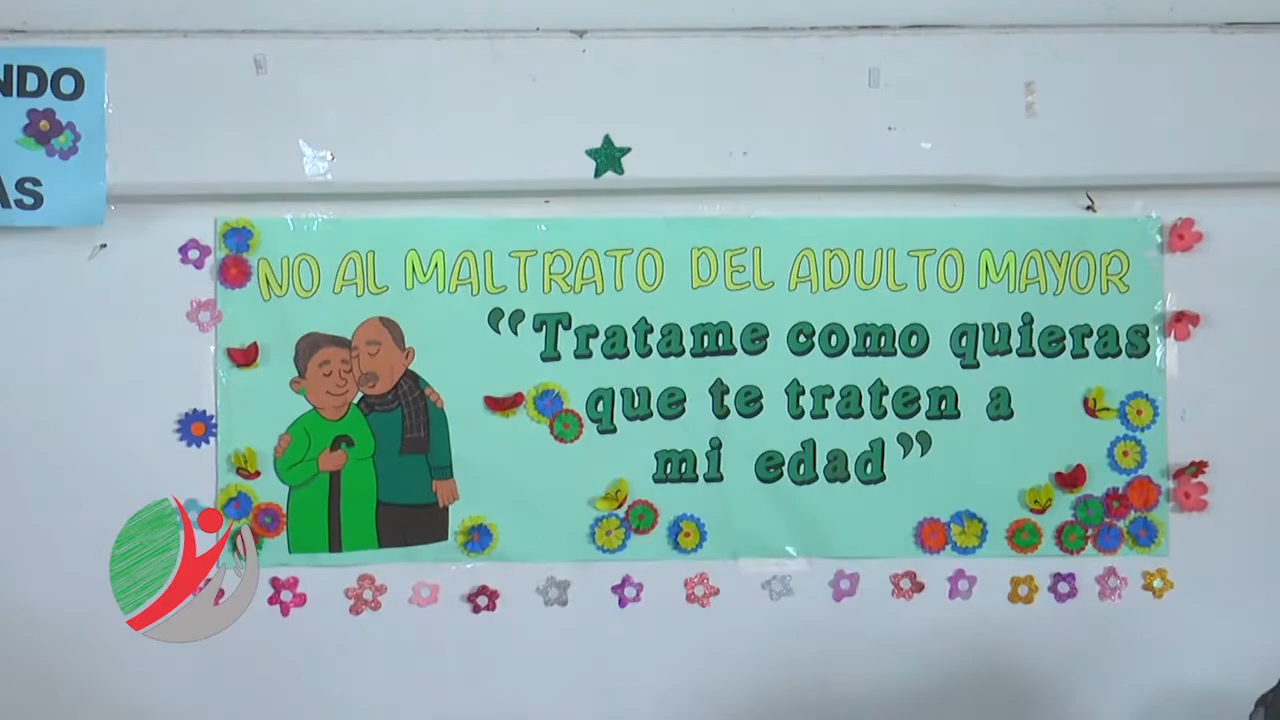 NDO
AS
NO AL MALTRATO DEL ADULTO MAYOR
“Tratame como quieras
que te traten a
mi edad”